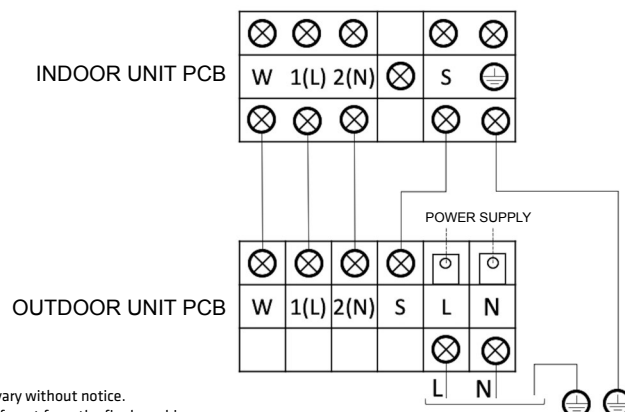 INDOOR UNIT PCB
W 1(L) 2(N) S
POWER SUPPLY
OUTDOOR UNIT PCB
W 1(L) 2(N) S L N
L N
vary without notice.